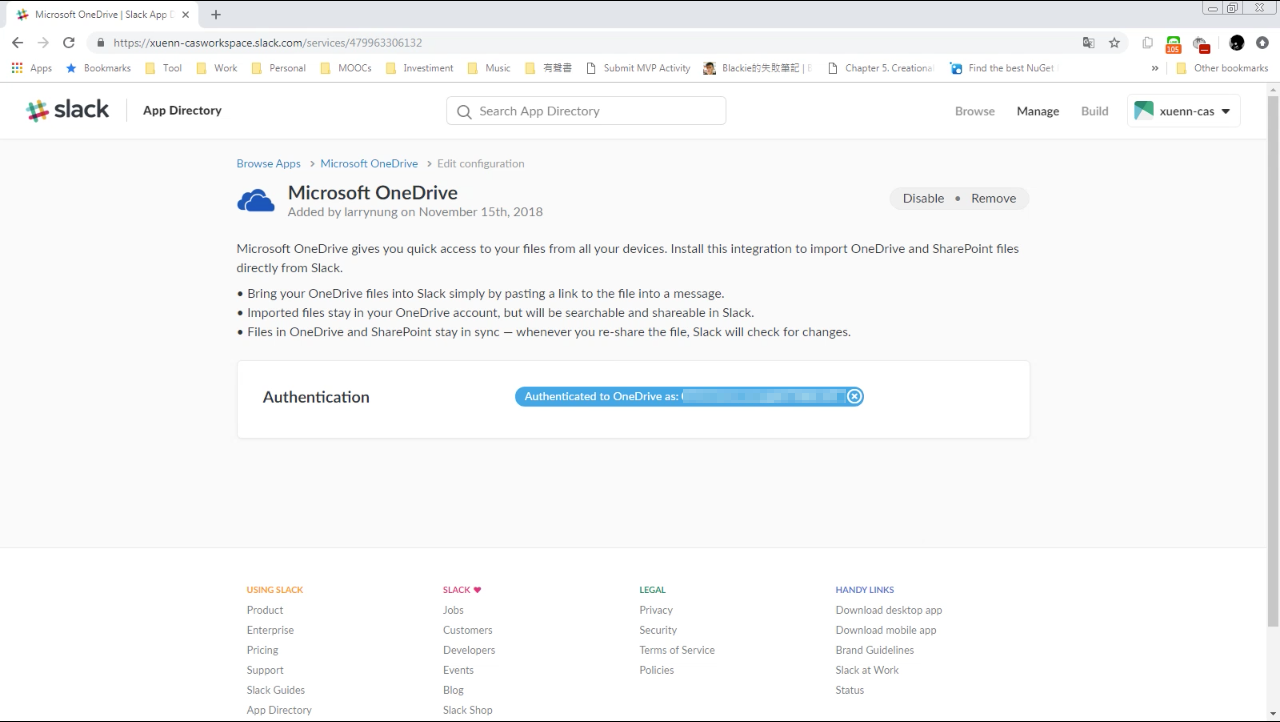 Microsoft OneDrive | Slack App D
https://xuenn-casworkspace.slack.com/services/479963306132
105
Apps Bookmarks Tool Work Personal MOOCs Investiment Music 有聲書 Submit MVP Activity Blackie的失敗筆記 | Chapter 5. Creationa Find the best NuGet » Other bookmarks
slack App Directory Search App Directory Browse Manage Build xuenn-cas
Browse Apps > Microsoft OneDrive > Edit configuration
Microsoft OneDrive
Added by larrynung on November 15th, 2018
Disable • Remove
Microsoft OneDrive gives you quick access to your files from all your devices. Install this integration to import OneDrive and SharePoint files
directly from Slack.
• Bring your OneDrive files into Slack simply by pasting a link to the file into a message.
• Imported files stay in your OneDrive account, but will be searchable and shareable in Slack.
• Files in OneDrive and SharePoint stay in sync — whenever you re-share the file, Slack will check for changes.
Authentication Authenticated to OneDrive as:
USING SLACK
Product
Enterprise
Pricing
Support
Slack Guides
App Directory
SLACK ♥
Jobs
Customers
Developers
Events
Blog
Slack Shop
LEGAL
Privacy
Security
Terms of Service
Policies
HANDY LINKS
Download desktop app
Download mobile app
Brand Guidelines
Slack at Work
Status